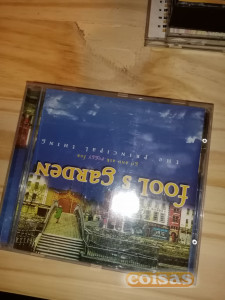 fool's garden
the principal thing
coisas